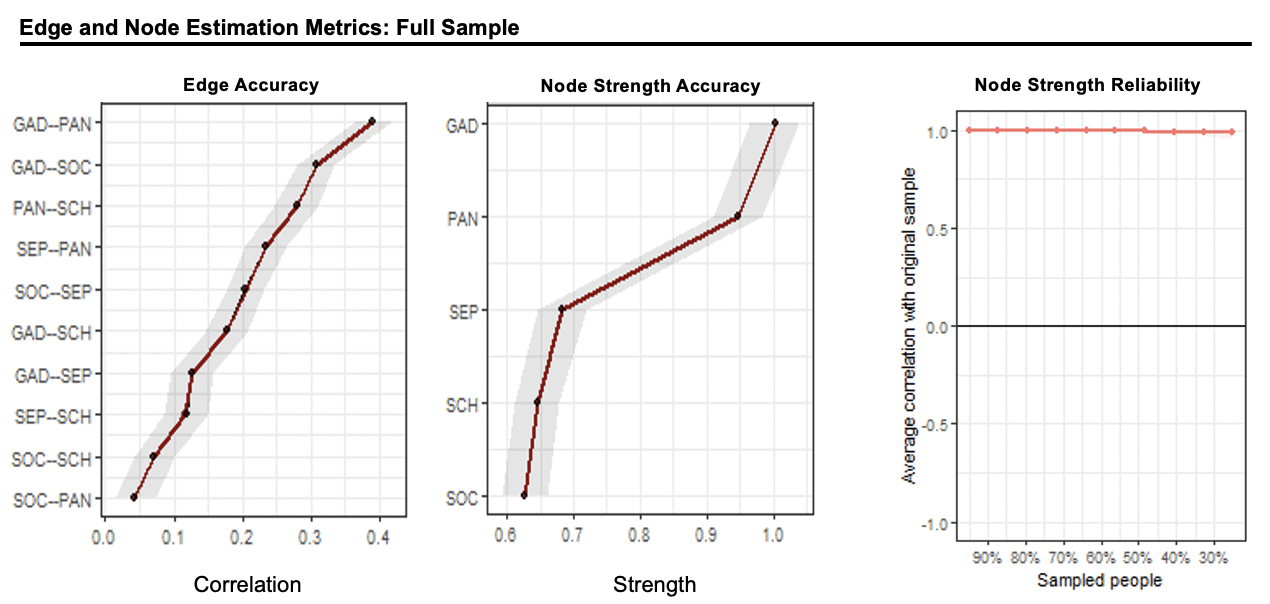 Edge and Node Estimation Metrics: Full Sample
Edge Accuracy
GAD--PAN
GAD--SOC
PAN--SCH
SEP--PAN
SOC--SEP
GAD--SCH
GAD--SEP
SEP--SCH
SOC--SCH
SOC--PAN
0.0 0.1 0.2 0.3 0.4
Correlation
Node Strength Accuracy
GAD
PAN
SEP
SCH
SOC
0.6 0.7 0.8 0.9 1.0
Strength
Node Strength Reliability
Average correlation with original sample
1.0
0.5
0.0
-0.5
-1.0
90% 80% 70% 60% 50% 40% 30%
Sampled people